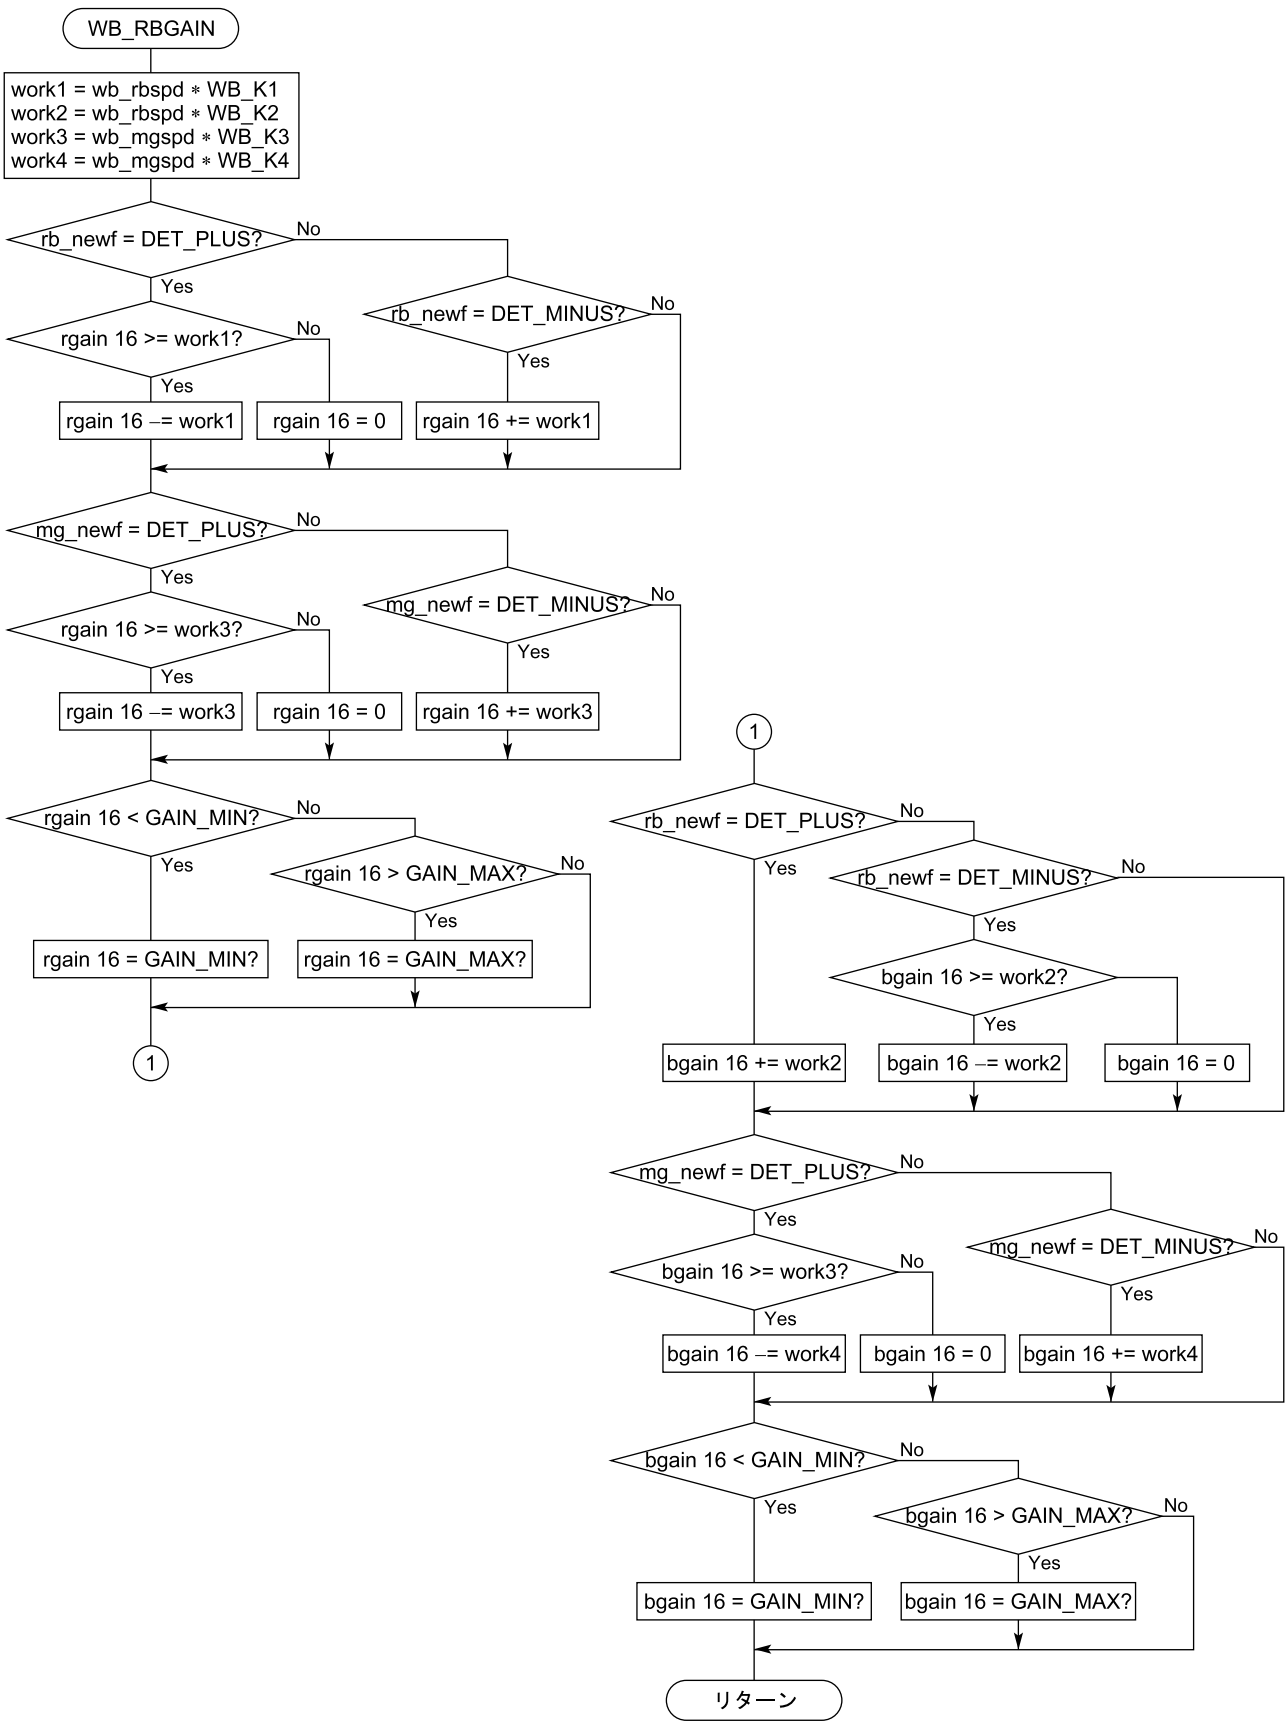 WB_RBGAIN
work1 = wb_rbspd * WB_K1
work2 = wb_rbspd * WB_K2
work3 = wb_mgspd * WB_K3
work4 = wb_mgspd * WB_K4
rb_newf = DET_PLUS?
No
Yes
rb_newf = DET_MINUS?
No
Yes
rgain 16 >= work1?
No
Yes
rgain 16 –= work1
rgain 16 = 0
rgain 16 += work1
mg_newf = DET_PLUS?
No
Yes
mg_newf = DET_MINUS?
No
Yes
rgain 16 >= work3?
No
Yes
rgain 16 –= work3
rgain 16 = 0
rgain 16 += work3
rgain 16 < GAIN_MIN?
No
Yes
rgain 16 > GAIN_MAX?
No
Yes
rgain 16 = GAIN_MIN?
rgain 16 = GAIN_MAX?
1
1
rb_newf = DET_PLUS?
No
Yes
rb_newf = DET_MINUS?
No
Yes
bgain 16 >= work2?
Yes
bgain 16 += work2
bgain 16 –= work2
bgain 16 = 0
mg_newf = DET_PLUS?
No
Yes
mg_newf = DET_MINUS?
No
Yes
bgain 16 >= work3?
No
Yes
bgain 16 –= work4
bgain 16 = 0
bgain 16 += work4
bgain 16 < GAIN_MIN?
No
Yes
bgain 16 > GAIN_MAX?
No
Yes
bgain 16 = GAIN_MIN?
bgain 16 = GAIN_MAX?
リターン